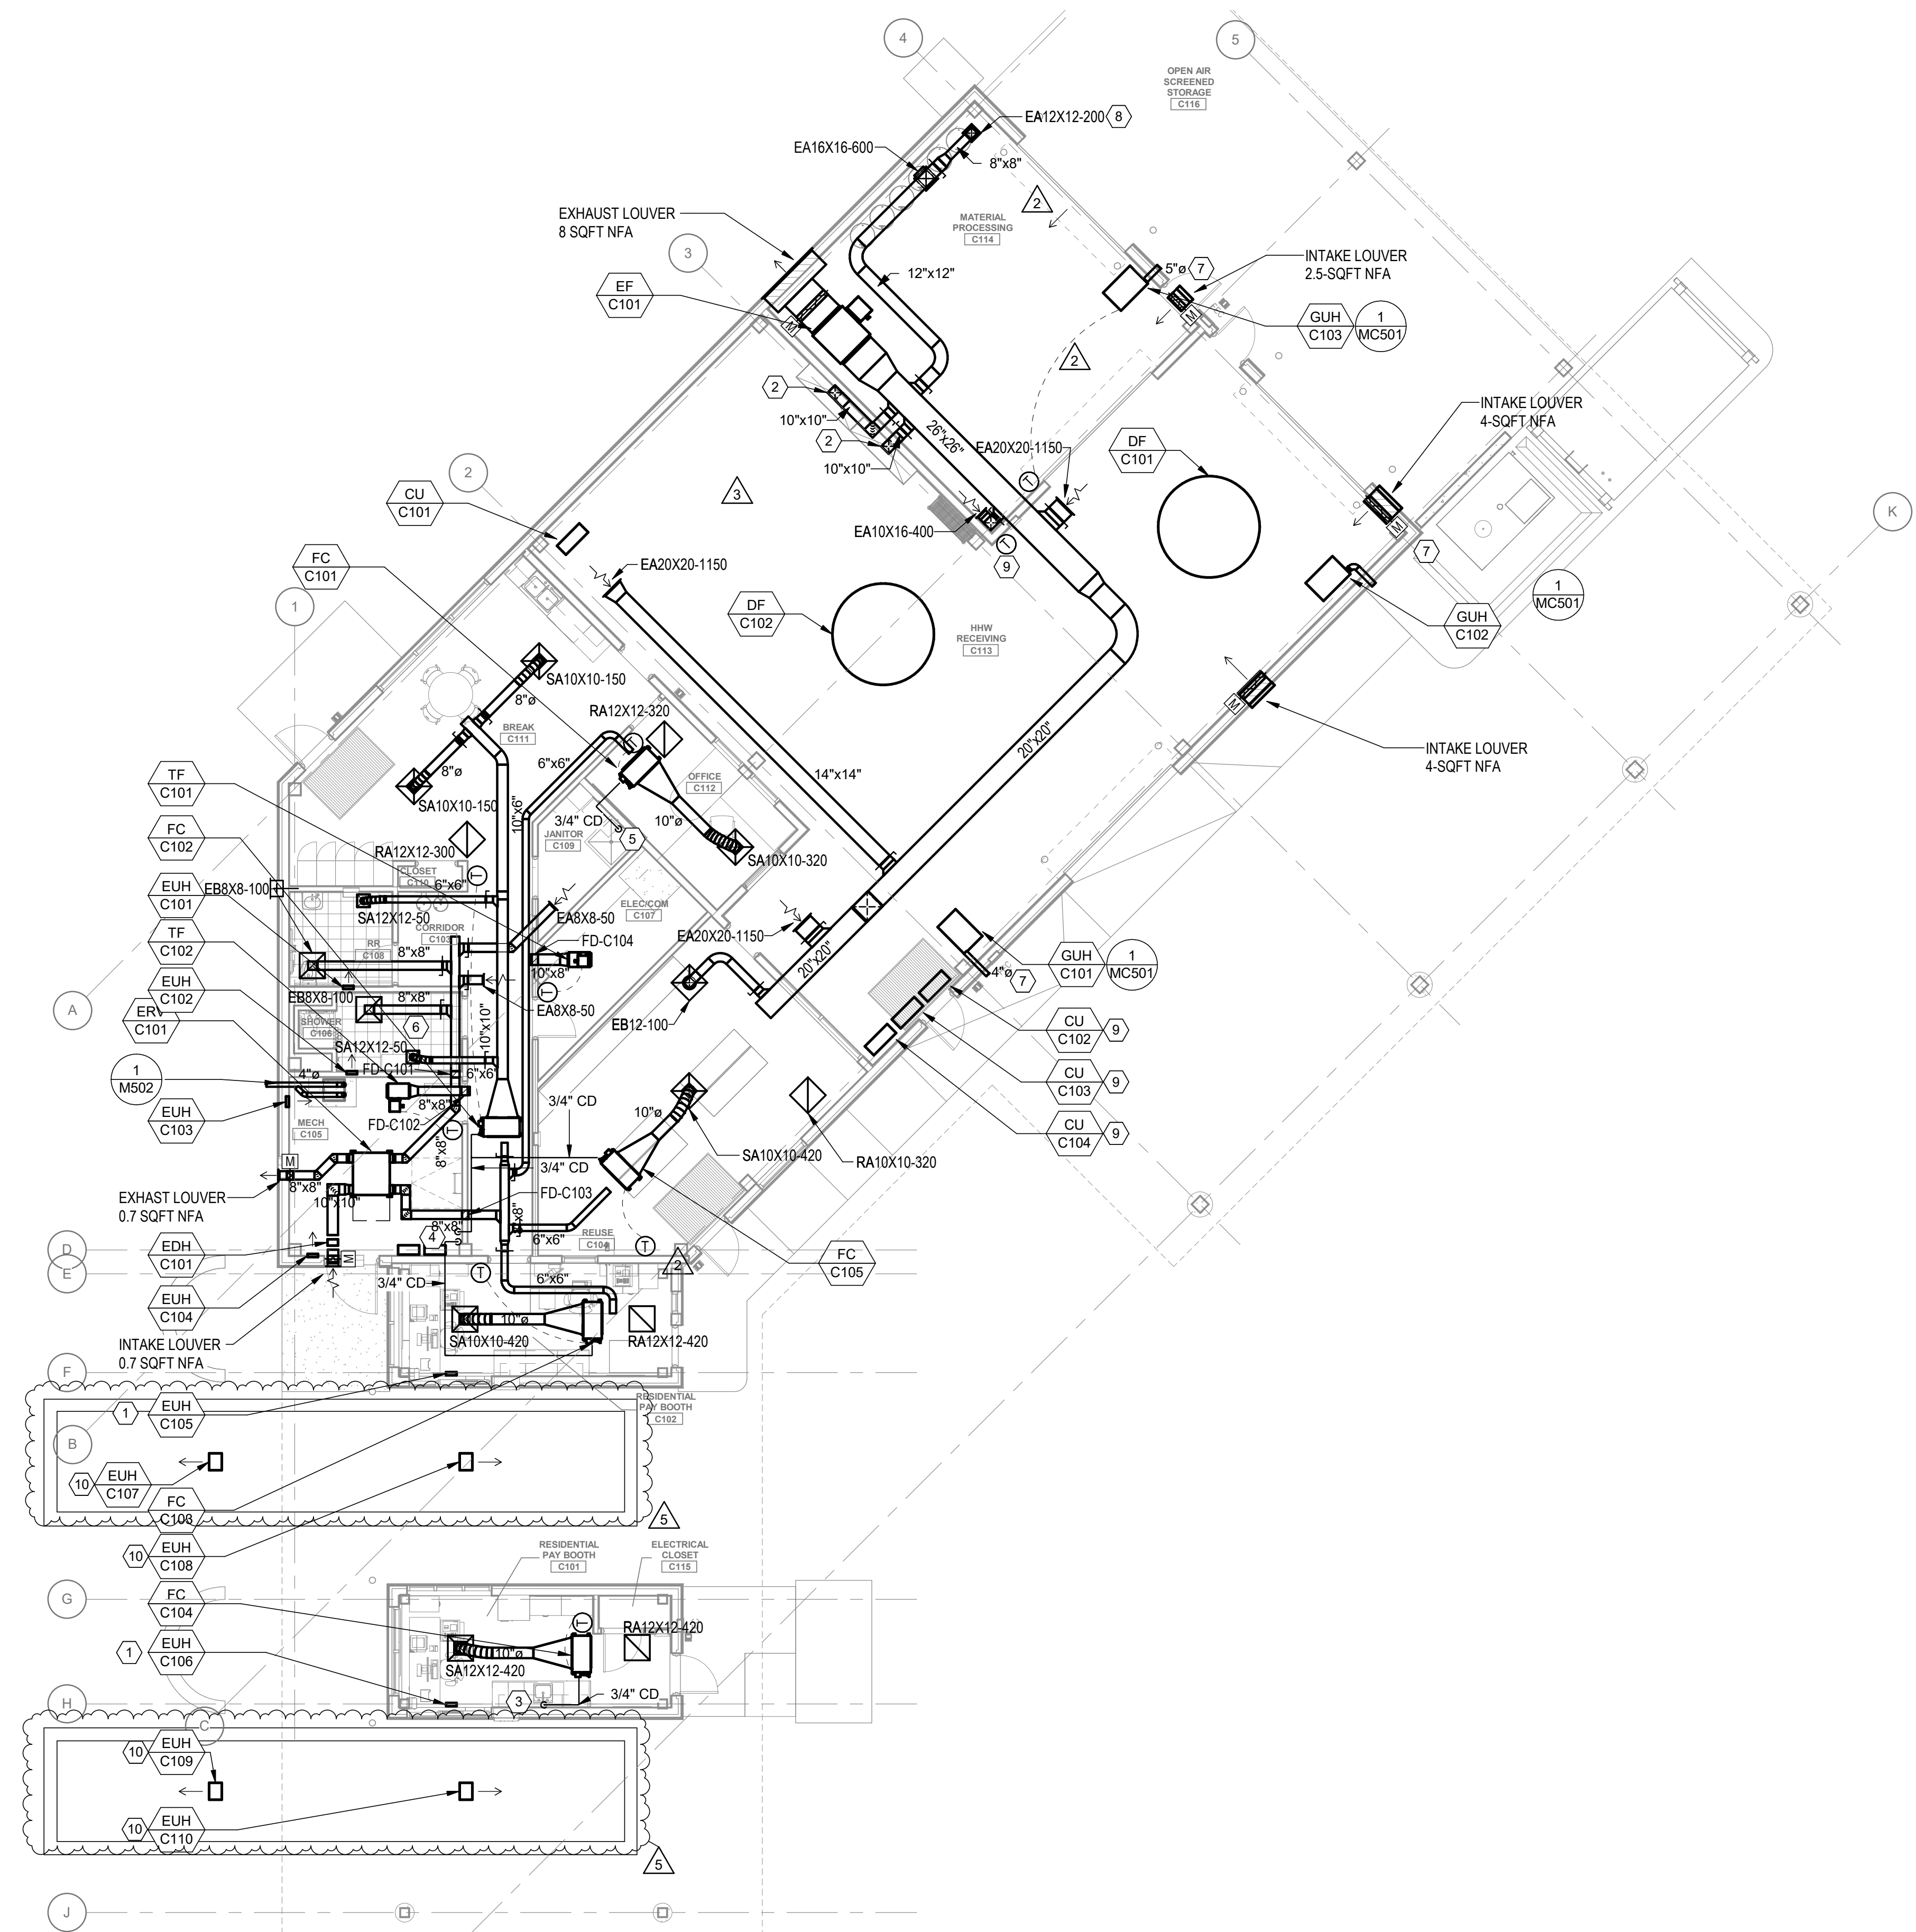 4
5
OPEN AIR
SCREENED
STORAGE
C116
EA12X12-200
8
EA16X16-600
8"x8"
2
EXHAUST LOUVER
8 SQFT NFA
MATERIAL
PROCESSING
C114
3
12"x12"
5"ø
7
INTAKE LOUVER
2.5-SQFT NFA
EF
C101
M
M
GUH
C103
1
MC501
2
2
10"x10"
2
10"x10"
26"x26"
EA20X20-1150
DF
C101
INTAKE LOUVER
4-SQFT NFA
2
3
T
CU
C101
EA10X16-400
T
9
M
7
K
FC
C101
EA20X20-1150
1
DF
C102
HHW
RECEIVING
C113
1
MC501
GUH
C102
SA10X10-150
8"ø
RA12X12-320
M
BREAK
C111
T
20"x20"
INTAKE LOUVER
4-SQFT NFA
6"x6"
8"ø
OFFICE
C112
14"x14"
TF
C101
SA10X10-150
10"x6"
3/4" CD
10"ø
FC
C102
JANITOR
C109
5
RA12X12-300
SA10X10-320
CLOSET
C110
T
EUH
C101
EB8X8-100
6"x6"
SA12X12-50
ELEC/COM
C107
EA8X8-50
CORRIDOR
C103
TF
C102
RR
C108
8"x8"
FD-C104
EA20X20-1150
20"x20"
10"x8"
GUH
C101
1
MC501
4"ø
7
EUH
C102
EB8X8-100
T
A
8"x8"
EA8X8-50
ERV
C101
SHOWER
C106
6
10"x10"
EB12-100
CU
C102
9
SA12X12-50
1
M502
4"ø
FD-C101
6"x6"
CU
C103
9
EUH
C103
8"x8"
3/4" CD
10"ø
MECH
C105
FD-C102
T
CU
C104
9
8"x8"
SA10X10-420
RA10X10-320
M
3/4" CD
8"x8"
EXHAST LOUVER
0.7 SQFT NFA
10"x10"
FD-C103
8"x8"
4
6"x6"
REUSE
C104
T
D
EDH
C101
M
2
FC
C105
E
T
3/4" CD
6"x6"
EUH
C104
10"ø
INTAKE LOUVER
0.7 SQFT NFA
SA10X10-420
RA12X12-420
F
RESIDENTIAL
PAY BOOTH
C102
1
EUH
C105
B
10
EUH
C107
FC
C103
5
10
EUH
C108
RESIDENTIAL
PAY BOOTH
C101
ELECTRICAL
CLOSET
C115
G
FC
C104
T
RA12X12-420
1
EUH
C106
10"ø
SA12X12-420
H
3
3/4" CD
C
10
EUH
C109
10
EUH
C110
5
J